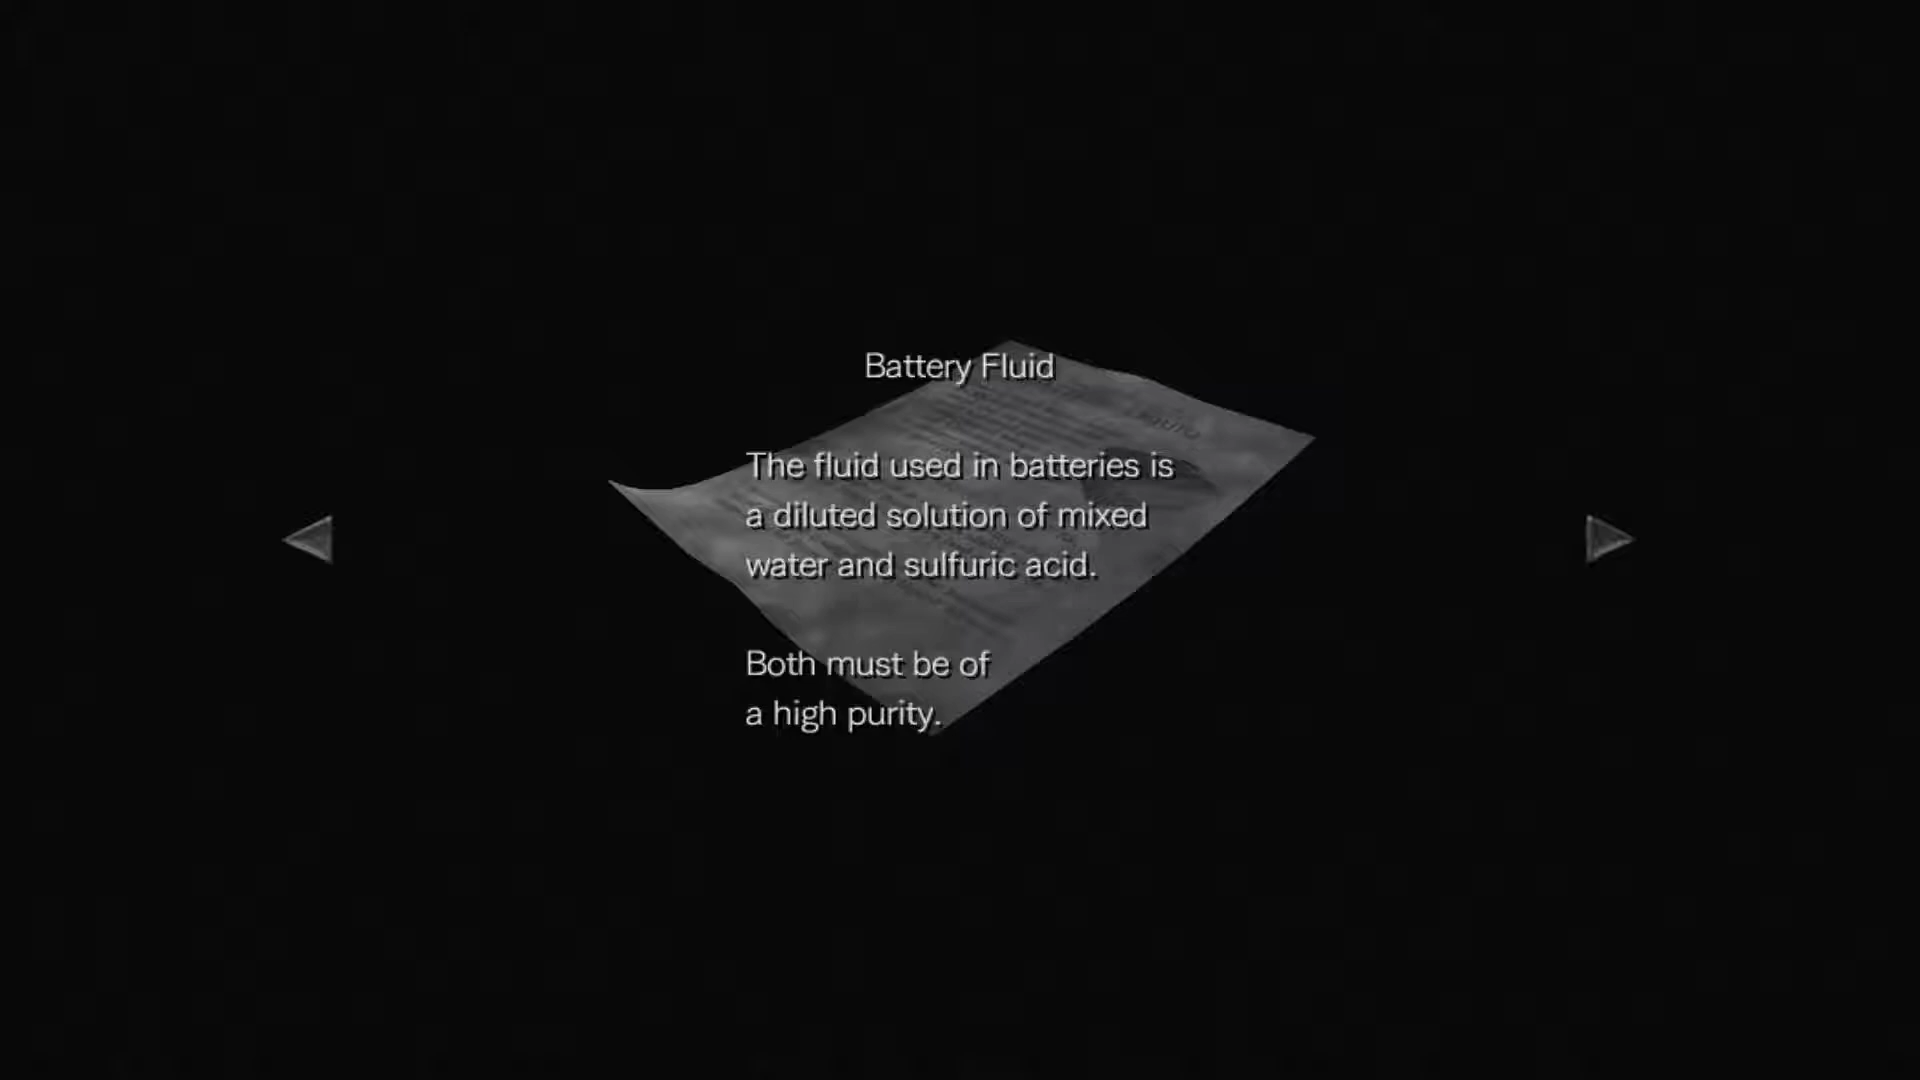 Battery Fluid
The fluid used in batteries is
a diluted solution of mixed
water and sulfuric acid.
Both must be of
a high purity.